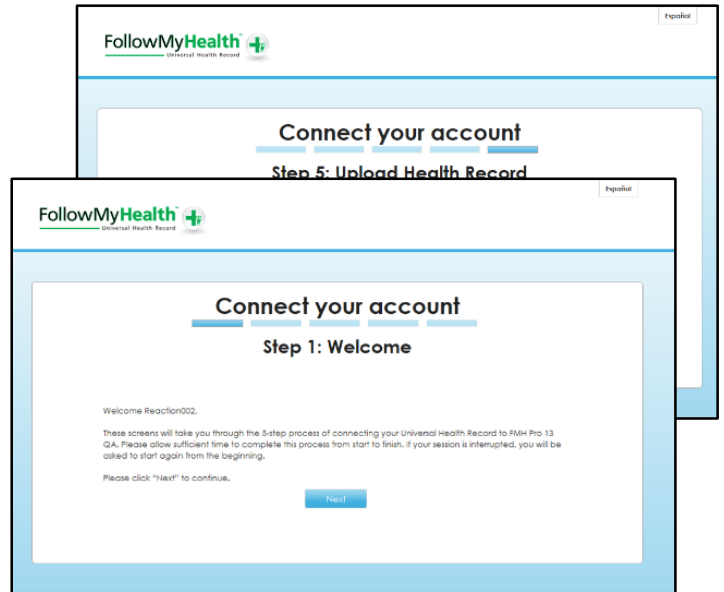 Español
FollowMyHealth™
Universal Health Record
Connect your account
Step 5: Upload Health Record
Español
FollowMyHealth™
Universal Health Record
Connect your account
Step 1: Welcome
Welcome Reaction002,
These screens will take you through the 5-step process of connecting your Universal Health Record to FMH Pro 13
QA. Please allow sufficient time to complete this process from start to finish. If your session is interrupted, you will be
asked to start again from the beginning.
Please click "Next" to continue.
Next